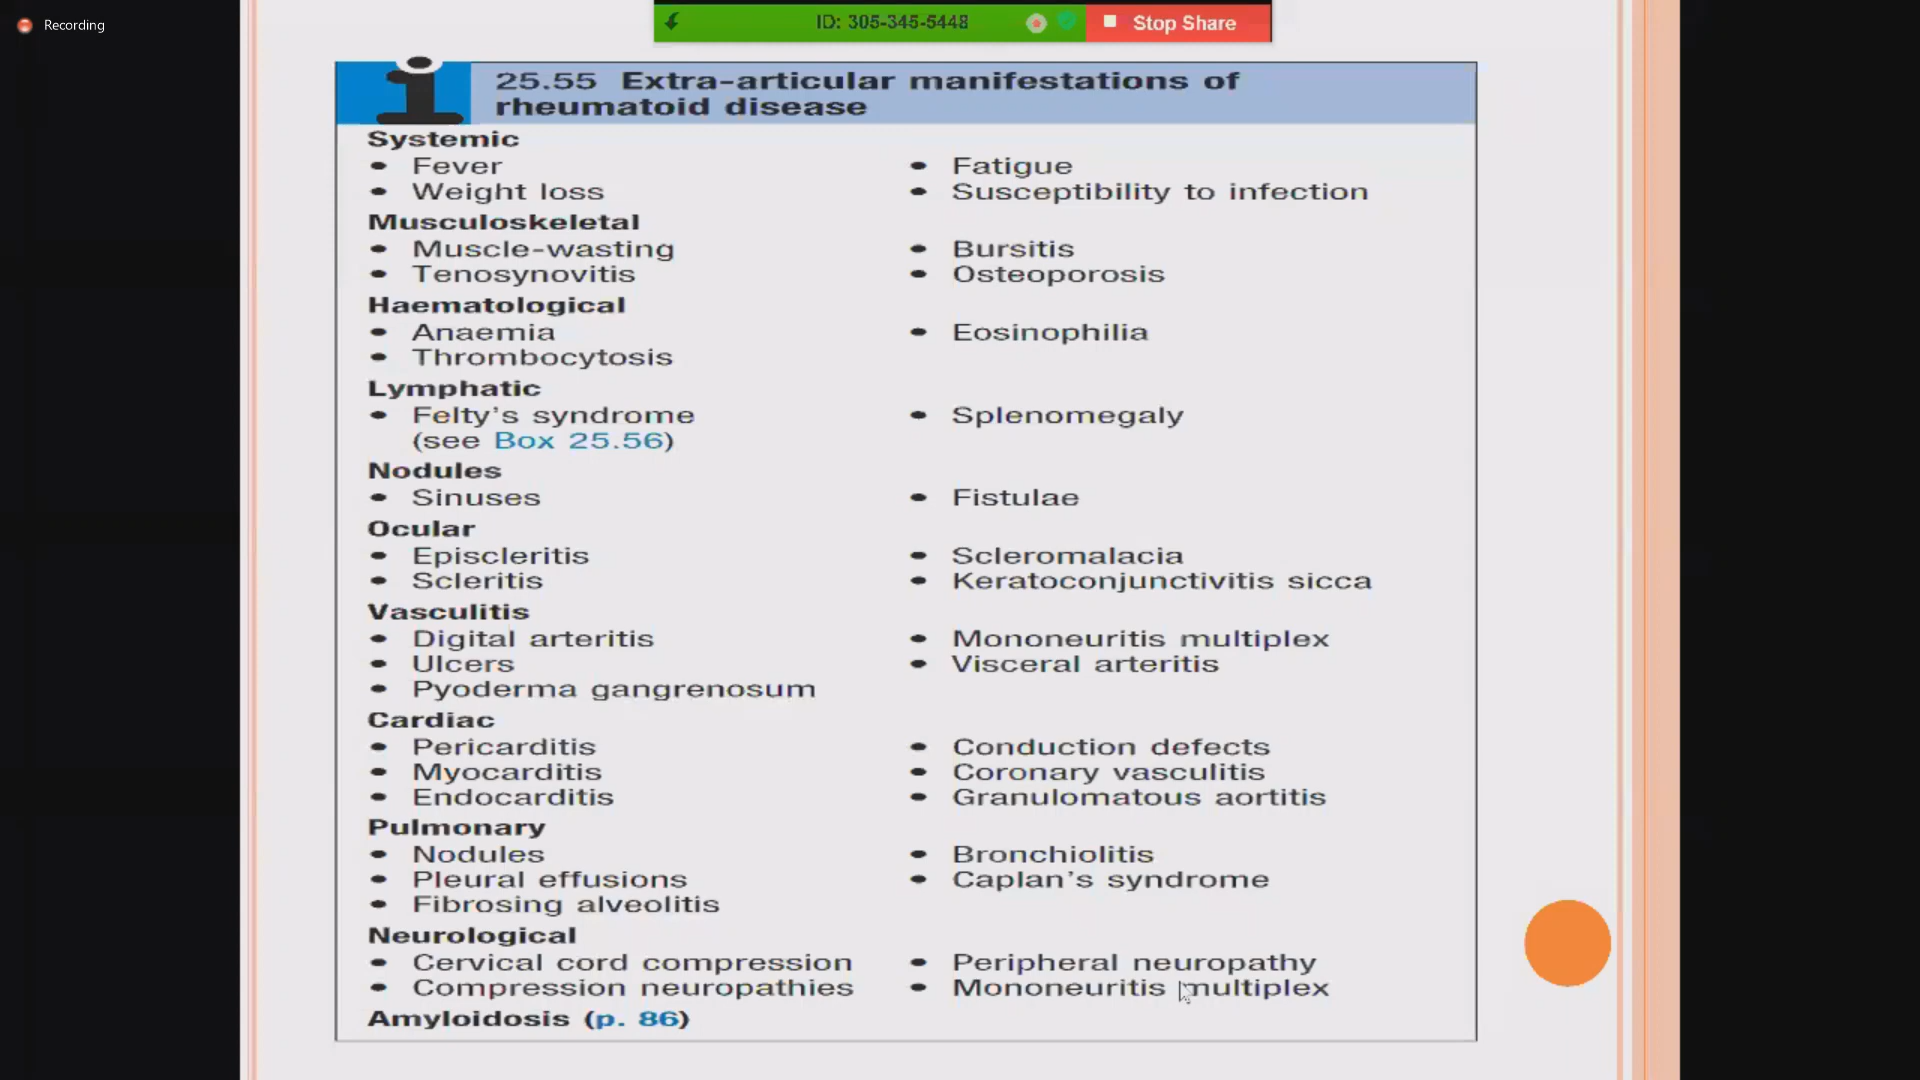 Recording
ID: 305-345-5448
Stop Share
25.55 Extra-articular manifestations of
rheumatoid disease
Systemic
• Fever
• Fatigue
• Weight loss
• Susceptibility to infection
Musculoskeletal
• Muscle-wasting
• Bursitis
• Tenosynovitis
• Osteoporosis
Haematological
• Anaemia
• Eosinophilia
• Thrombocytosis
Lymphatic
• Felty's syndrome
(see Box 25.56)
• Splenomegaly
Nodules
• Sinuses
• Fistulae
Ocular
• Episcleritis
• Scleromalacia
• Scleritis
• Keratoconjunctivitis sicca
Vasculitis
• Digital arteritis
• Mononeuritis multiplex
• Ulcers
• Visceral arteritis
• Pyoderma gangrenosum
Cardiac
• Pericarditis
• Conduction defects
• Myocarditis
• Coronary vasculitis
• Endocarditis
• Granulomatous aortitis
Pulmonary
• Nodules
• Bronchiolitis
• Pleural effusions
• Caplan's syndrome
• Fibrosing alveolitis
Neurological
• Cervical cord compression
• Peripheral neuropathy
• Compression neuropathies
• Mononeuritis multiplex
Amyloidosis (p. 86)